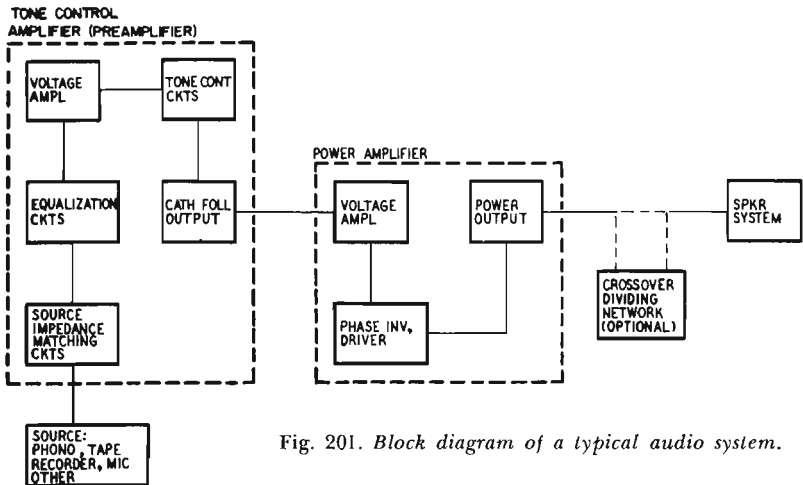 TONE CONTROL
AMPLIFIER (PREAMPLIFIER)
VOLTAGE
AMPL
TONE CONT
CKTS
EQUALIZATION
CKTS
CATH FOLL
OUTPUT
SOURCE
IMPEDANCE
MATCHING
CKTS
SOURCE:
PHONO, TAPE
RECORDER, MIC
OTHER
POWER AMPLIFIER
VOLTAGE
AMPL
POWER
OUTPUT
PHASE INV,
DRIVER
SPKR
SYSTEM
CROSSOVER
DIVIDING
NETWORK
(OPTIONAL)
Fig. 201. Block diagram of a typical audio system.